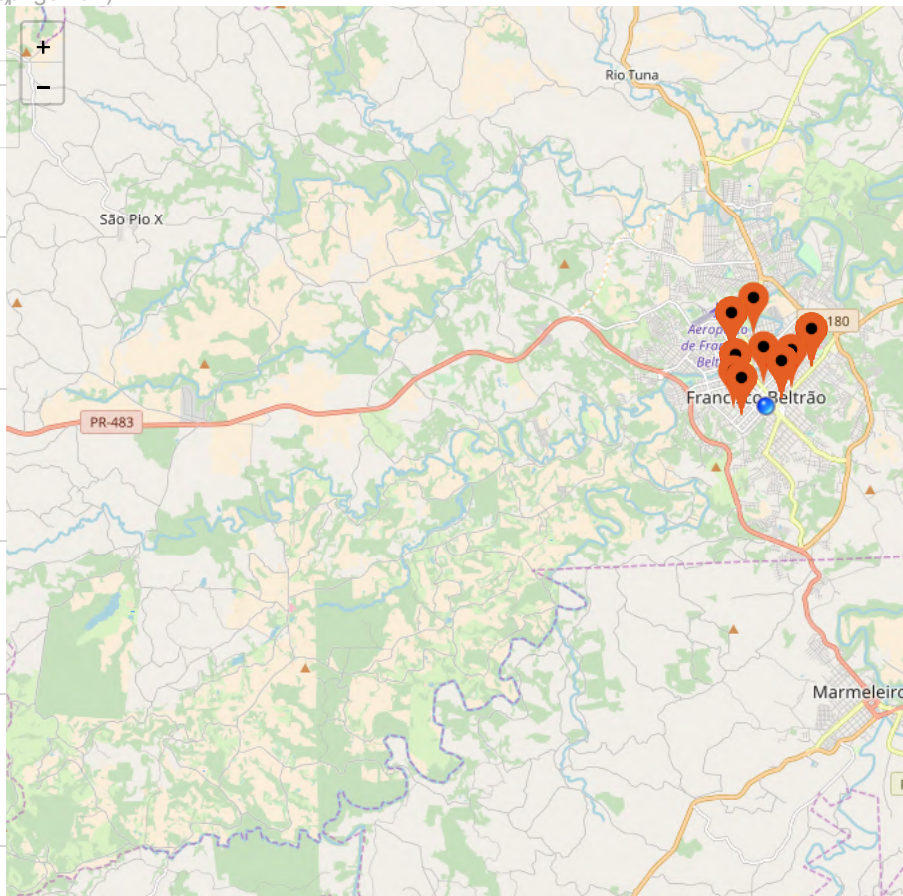 +
−
Rio Tuna
São Pio X
180
PR-483
Francisco Beltrão
Marmeleiro